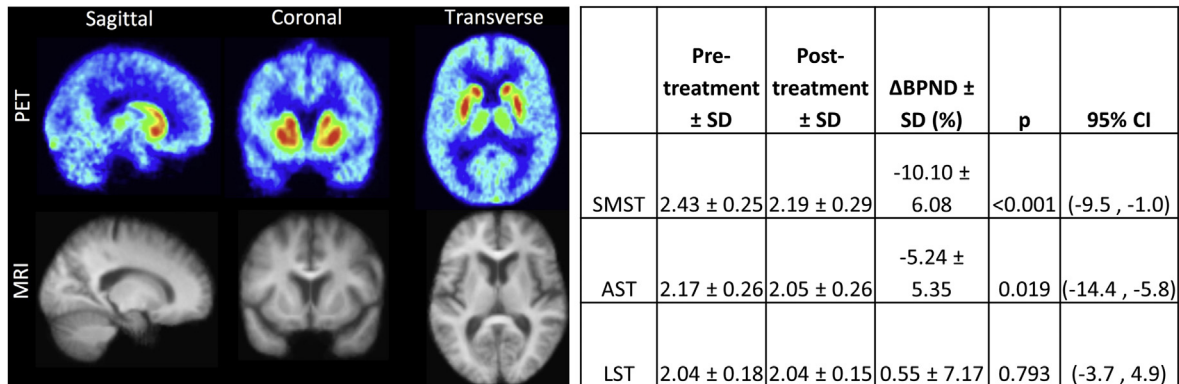 Sagittal Coronal Transverse
PET
MRI
Pre-
treatment
± SD
Post-
treatment
± SD
ΔBPND ±
SD (%)
p
95% CI
SMST 2.43 ± 0.25 2.19 ± 0.29 -10.10 ±
6.08 <0.001 (-9.5 , -1.0)
AST 2.17 ± 0.26 2.05 ± 0.26 -5.24 ±
5.35 0.019 (-14.4 , -5.8)
LST 2.04 ± 0.18 2.04 ± 0.15 0.55 ± 7.17 0.793 (-3.7 , 4.9)